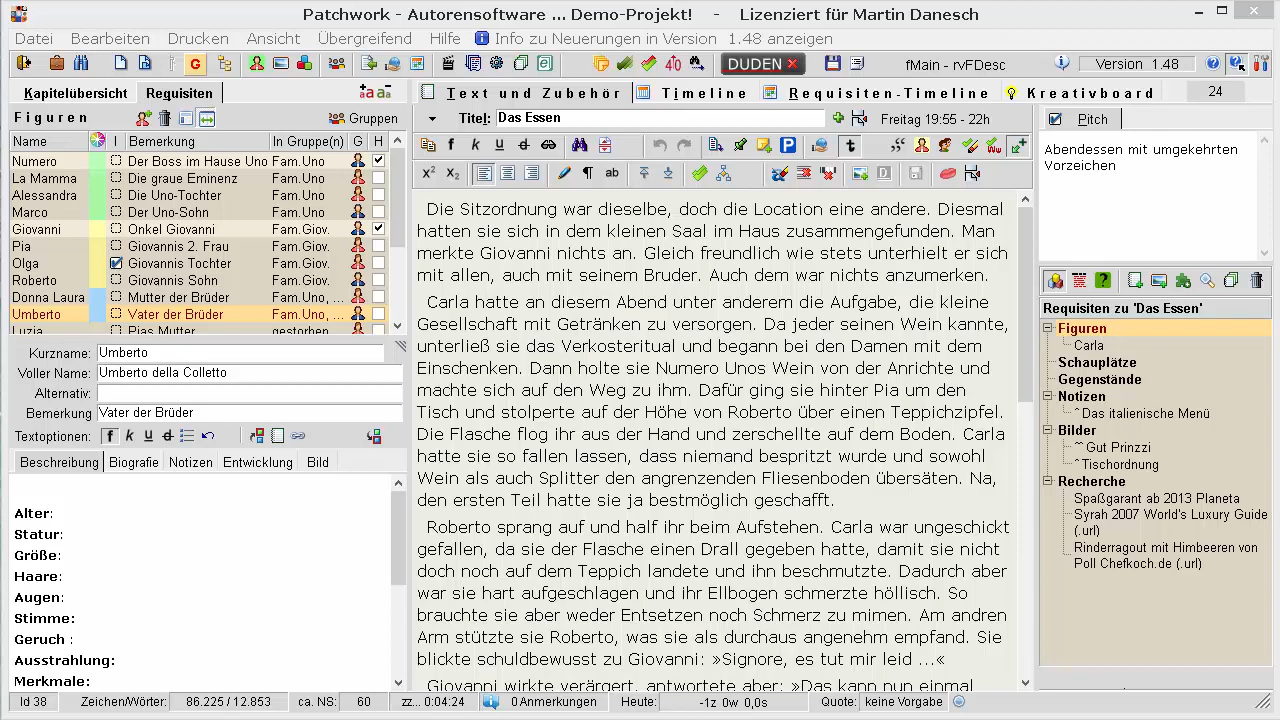 Patchwork - Autorensoftware ... Demo-Projekt! - Lizenziert für Martin Danesch
Datei Bearbeiten Drucken Ansicht Übergreifend Hilfe Info zu Neuerungen in Version 1.48 anzeigen
G DUDEN fMain - rvFDesc Version 1.48
Kapitelübersicht Requisiten
Figuren Gruppen
Name I Bemerkung In Gruppe(n) G H
Numero Der Boss im Hause Uno Fam.Uno
La Mamma Die graue Eminenz Fam.Uno
Alessandra Die Uno-Tochter Fam.Uno
Marco Der Uno-Sohn Fam.Uno
Giovanni Onkel Giovanni Fam.Giov.
Pia Giovannis 2. Frau Fam.Giov.
Olga Giovannis Tochter Fam.Giov.
Roberto Giovannis Sohn Fam.Giov.
Donna Laura Mutter der Brüder Fam.Uno, ...
Umberto Vater der Brüder Fam.Uno, ...
Luzia Pias Mutter gestorben
Kurzname: Umberto
Voller Name: Umberto della Colletto
Alternativ:
Bemerkung Vater der Brüder
Textoptionen: f k u d
Beschreibung Biografie Notizen Entwicklung Bild
Alter:
Statur:
Größe:
Haare:
Augen:
Stimme:
Geruch :
Ausstrahlung:
Merkmale:
Text und Zubehör Timeline Requisiten-Timeline Kreativboard 24
Titel: Das Essen Freitag 19:55 - 22h
Die Sitzordnung war dieselbe, doch die Location eine andere. Diesmal
hatten sie sich in dem kleinen Saal im Haus zusammengefunden. Man
merkte Giovanni nichts an. Gleich freundlich wie stets unterhielt er sich
mit allen, auch mit seinem Bruder. Auch dem war nichts anzumerken.
Carla hatte an diesem Abend unter anderem die Aufgabe, die kleine
Gesellschaft mit Getränken zu versorgen. Da jeder seinen Wein kannte,
unterließ sie das Verkosteritual und begann bei den Damen mit dem
Einschenken. Dann holte sie Numero Unos Wein von der Anrichte und
machte sich auf den Weg zu ihm. Dafür ging sie hinter Pia um den
Tisch und stolperte auf der Höhe von Roberto über einen Teppichzipfel.
Die Flasche flog ihr aus der Hand und zerschellte auf dem Boden. Carla
hatte sie so fallen lassen, dass niemand bespritzt wurde und sowohl
Wein als auch Splitter den angrenzenden Fliesenboden übersäten. Na,
den ersten Teil hatte sie ja bestmöglich geschafft.
Roberto sprang auf und half ihr beim Aufstehen. Carla war ungeschickt
gefallen, da sie der Flasche einen Drall gegeben hatte, damit sie nicht
doch noch auf dem Teppich landete und ihn beschmutzte. Dadurch aber
war sie hart aufgeschlagen und ihr Ellbogen schmerzte höllisch. So
brauchte sie aber weder Entsetzen noch Schmerz zu mimen. Am andren
Arm stützte sie Roberto, was sie als durchaus angenehm empfand. Sie
blickte schuldbewusst zu Giovanni: »Signore, es tut mir leid ...«
Giovanni wirkte verärgert, antwortete aber: »Das kann nun einmal
Pitch
Abendessen mit umgekehrten
Vorzeichen
Requisiten zu 'Das Essen'
Figuren
Carla
Schauplätze
Gegenstände
Notizen
^Das italienische Menü
Bilder
^^ Gut Prinzzi
^Tischordnung
Recherche
Spaßgarant ab 2013 Planeta
Syrah 2007 World's Luxury Guide
(.url)
Rinderragout mit Himbeeren von
Poll Chefkoch.de (.url)
Id 38 Zeichen/Wörter: 86.225 / 12.953 ca. NS: 60 zz... 0:04:24 0 Anmerkungen Heute: -1z 0w 0,0s Quote: keine Vorgabe